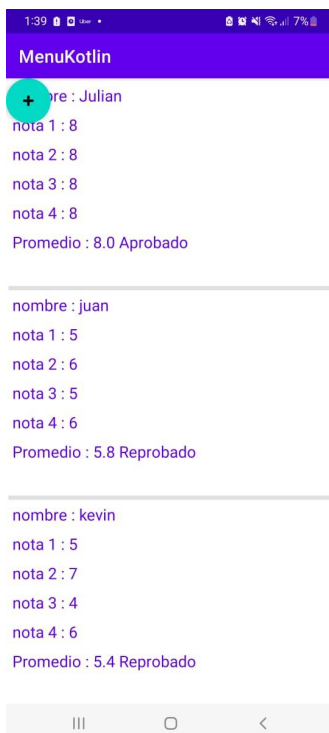 1:39 Uber • 7%
MenuKotlin
+ bre : Julian
nota 1 : 8
nota 2 : 8
nota 3 : 8
nota 4 : 8
Promedio : 8.0 Aprobado
nombre : juan
nota 1 : 5
nota 2 : 6
nota 3 : 5
nota 4 : 6
Promedio : 5.8 Reprobado
nombre : kevin
nota 1 : 5
nota 2 : 7
nota 3 : 4
nota 4 : 6
Promedio : 5.4 Reprobado